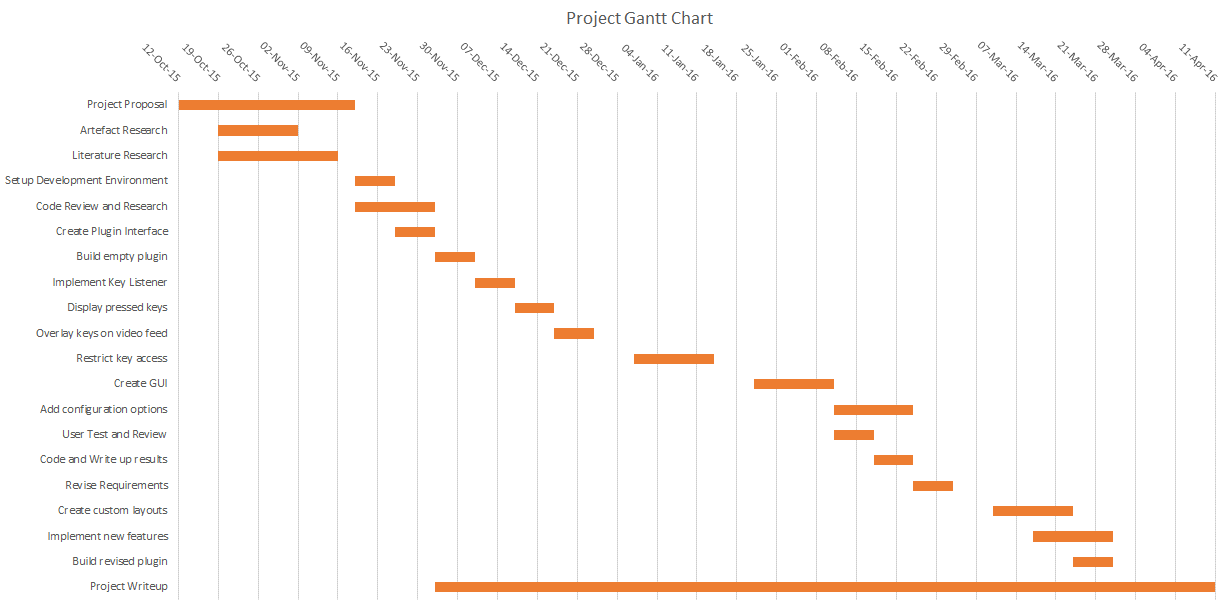 Project Gantt Chart
12-Oct-15
19-Oct-15
26-Oct-15
02-Nov-15
09-Nov-15
16-Nov-15
23-Nov-15
30-Nov-15
07-Dec-15
14-Dec-15
21-Dec-15
28-Dec-15
04-Jan-16
11-Jan-16
18-Jan-16
25-Jan-16
01-Feb-16
08-Feb-16
15-Feb-16
22-Feb-16
29-Feb-16
07-Mar-16
14-Mar-16
21-Mar-16
28-Mar-16
04-Apr-16
11-Apr-16
Project Proposal
Artefact Research
Literature Research
Setup Development Environment
Code Review and Research
Create Plugin Interface
Build empty plugin
Implement Key Listener
Display pressed keys
Overlay keys on video feed
Restrict key access
Create GUI
Add configuration options
User Test and Review
Code and Write up results
Revise Requirements
Create custom layouts
Implement new features
Build revised plugin
Project Writeup